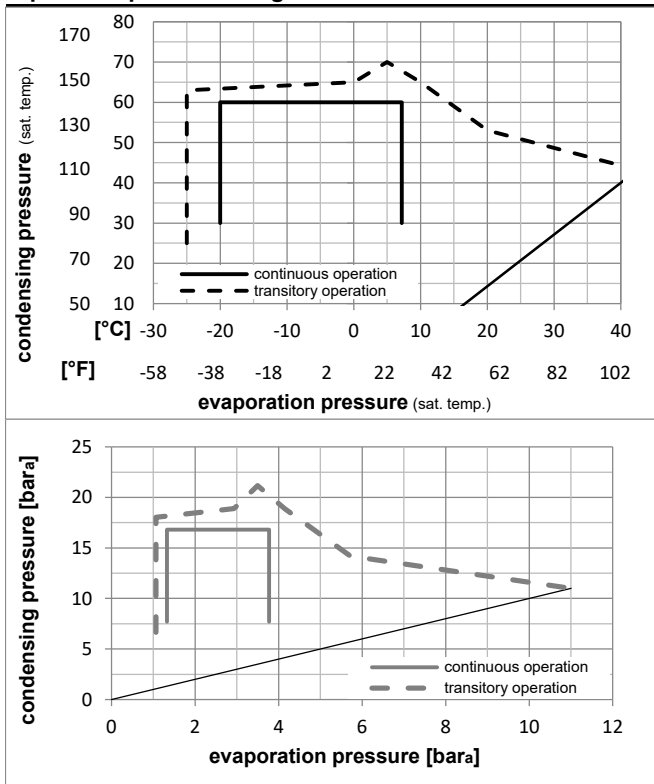 170 80
150 70
130 60
110 50
90 40
70 30
20
50 10
condensing pressure (sat. temp.)
continuous operation
transitory operation
[°C] -30 -20 -10 0 10 20 30 40
[°F] -58 -38 -18 2 22 42 62 82 102
evaporation pressure (sat. temp.)
25
20
15
10
5
0
condensing pressure [bara]
continuous operation
transitory operation
0 2 4 6 8 10 12
evaporation pressure [bara]